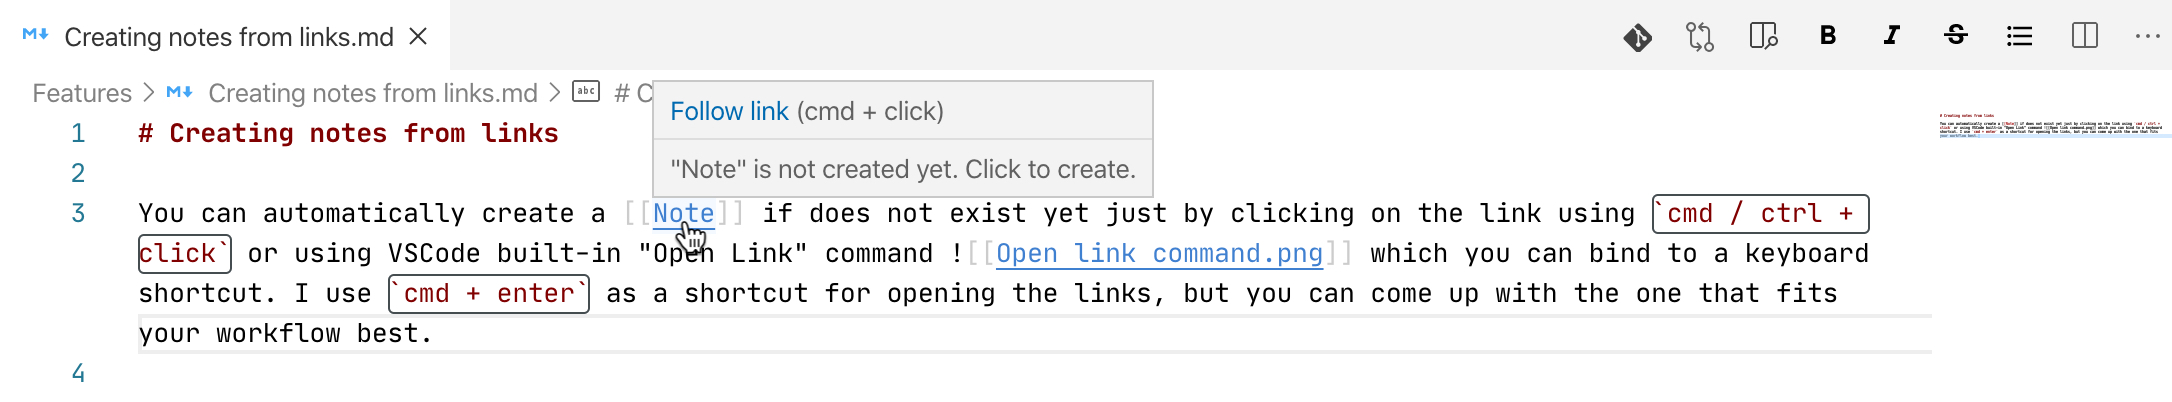 Creating notes from links.md
Features > Creating notes from links.md > abc # C
Follow link (cmd + click)
"Note" is not created yet. Click to create.
1 # Creating notes from links
2
3 You can automatically create a [[Note]] if does not exist yet just by clicking on the link using `cmd / ctrl +
click` or using VSCode built-in "Open Link" command ![[Open link command.png]] which you can bind to a keyboard
shortcut. I use `cmd + enter` as a shortcut for opening the links, but you can come up with the one that fits
your workflow best.
4